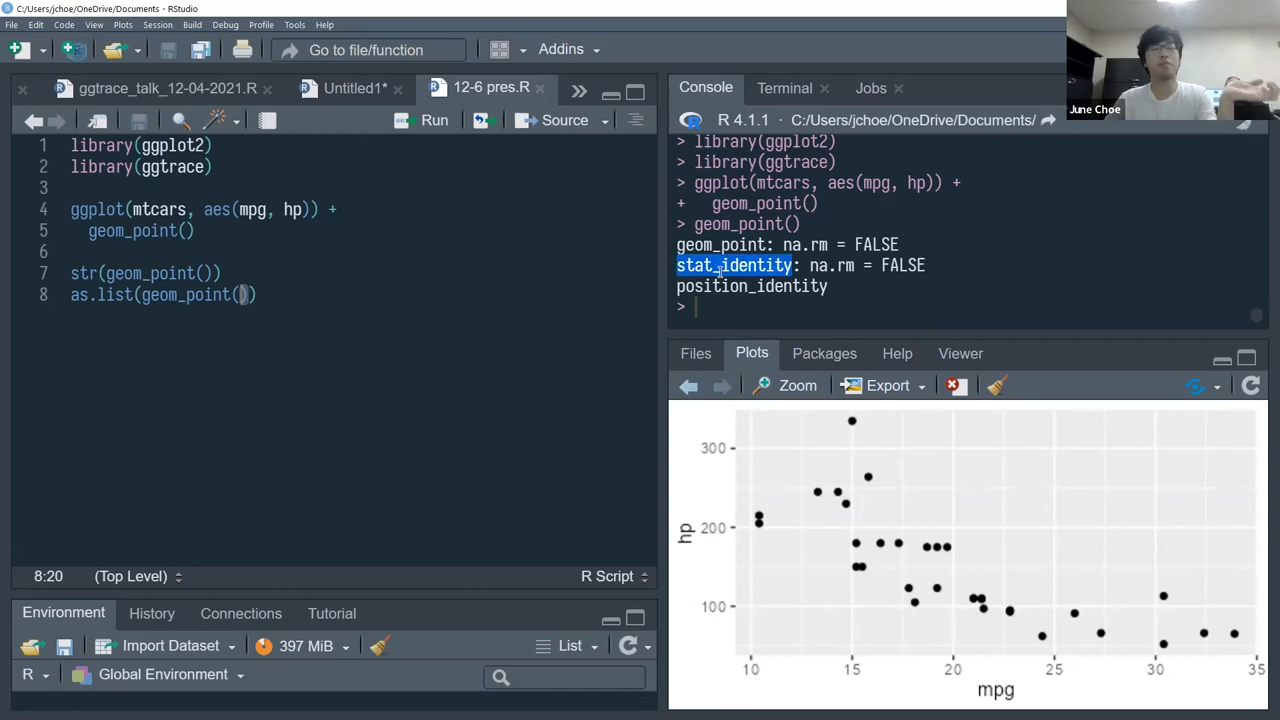 C:/Users/jchoe/OneDrive/Documents - RStudio
File Edit Code View Plots Session Build Debug Profile Tools Help
Go to file/function
Addins
ggtrace_talk_12-04-2021.R
Untitled1*
12-6 pres.R
Run
Source
1 library(ggplot2)
2 library(ggtrace)
3
4 ggplot(mtcars, aes(mpg, hp)) +
5 geom_point()
6
7 str(geom_point())
8 as.list(geom_point())
8:20 (Top Level) R Script
Environment History Connections Tutorial
Import Dataset 397 MiB List
R Global Environment
Console Terminal Jobs
R 4.1.1 · C:/Users/jchoe/OneDrive/Documents/
> library(ggplot2)
> library(ggtrace)
> ggplot(mtcars, aes(mpg, hp)) +
+ geom_point()
> geom_point()
geom_point: na.rm = FALSE
stat_identity: na.rm = FALSE
position_identity
>
Files Plots Packages Help Viewer
Zoom Export
300
200
100
hp
10 15 20 25 30 35
mpg
June Choe